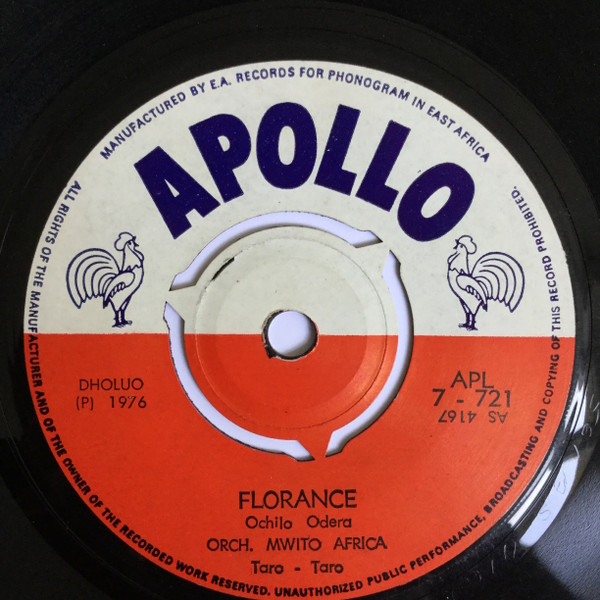 MANUFACTURED BY E.A. RECORDS FOR PHONOGRAM IN EAST AFRICA
APOLLO
ALL RIGHTS OF THE MANUFACTURER AND OF THE OWNER OF THE RECORDED WORK RESERVED. UNAUTHORIZED PUBLIC PERFORMANCE, BROADCASTING AND COPYING OF THIS RECORD PROHIBITED.
DHOLUO
(P) 1976
APL
7 - 721
AS 4167
FLORANCE
Ochilo Odera
ORCH. MWITO AFRICA
Taro - Taro